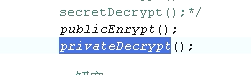 secretDecrypt();*/
publicEnrypt();
privateDecrypt();